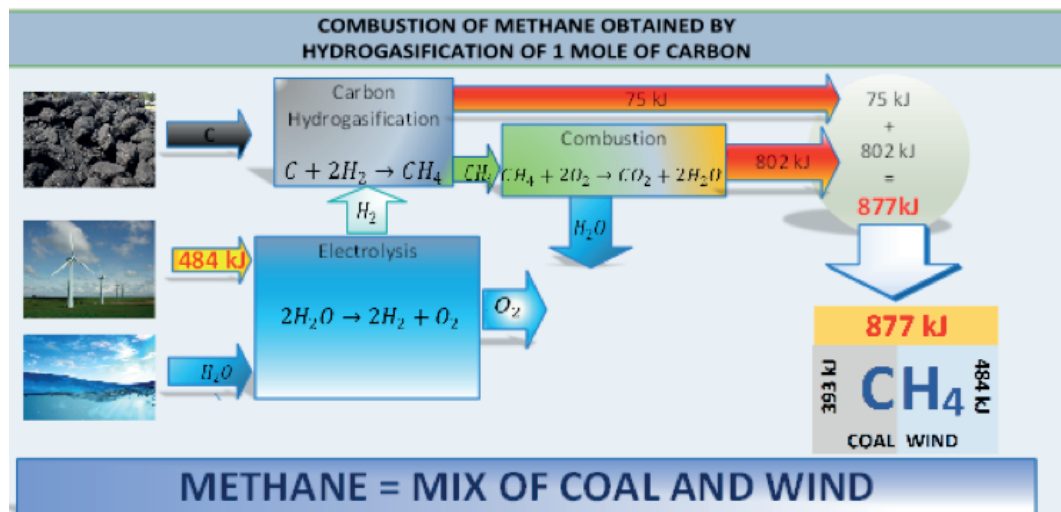 COMBUSTION OF METHANE OBTAINED BY
HYDROGASIFICATION OF 1 MOLE OF CARBON
C
Carbon
Hydrogasification
C + 2H₂ → CH₄
75 kJ
CH₄
Combustion
CH₄ + 2O₂ → CO₂ + 2H₂O
802 kJ
75 kJ
+
802 kJ
=
877kJ
H₂
H₂O
484 kJ
Electrolysis
2H₂O → 2H₂ + O₂
O₂
H₂O
877 kJ
393 kJ
CH₄
484 kJ
COAL WIND
METHANE = MIX OF COAL AND WIND